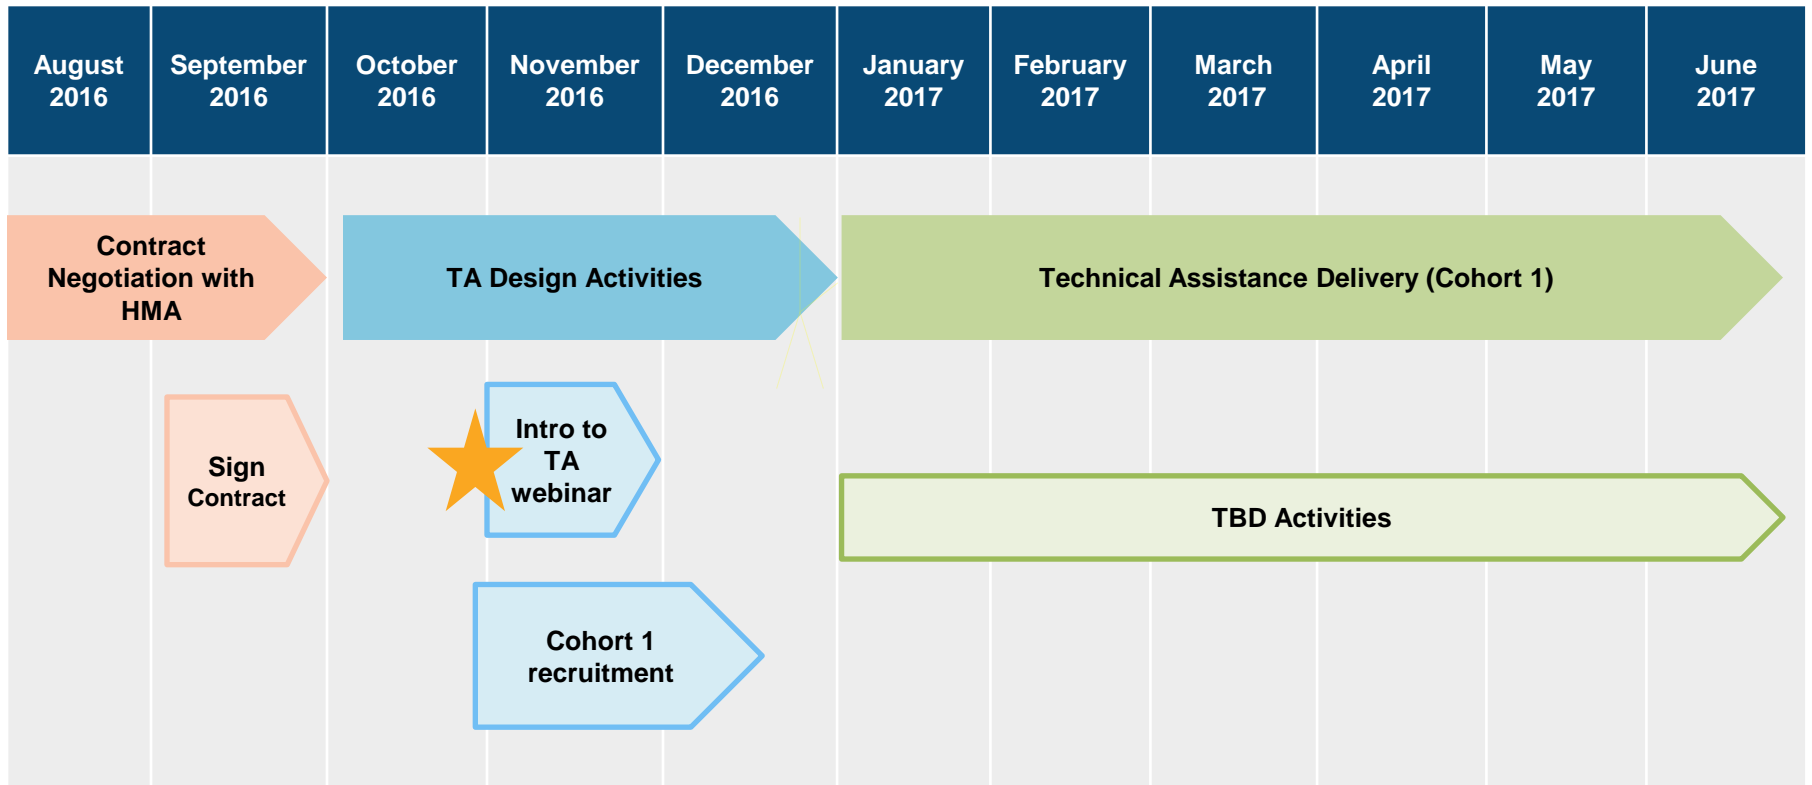 August
2016
September
2016
October
2016
November
2016
December
2016
January
2017
February
2017
March
2017
April
2017
May
2017
June
2017
Contract
Negotiation with
HMA
TA Design Activities
Technical Assistance Delivery (Cohort 1)
Sign
Contract
Intro to
TA
webinar
TBD Activities
Cohort 1
recruitment